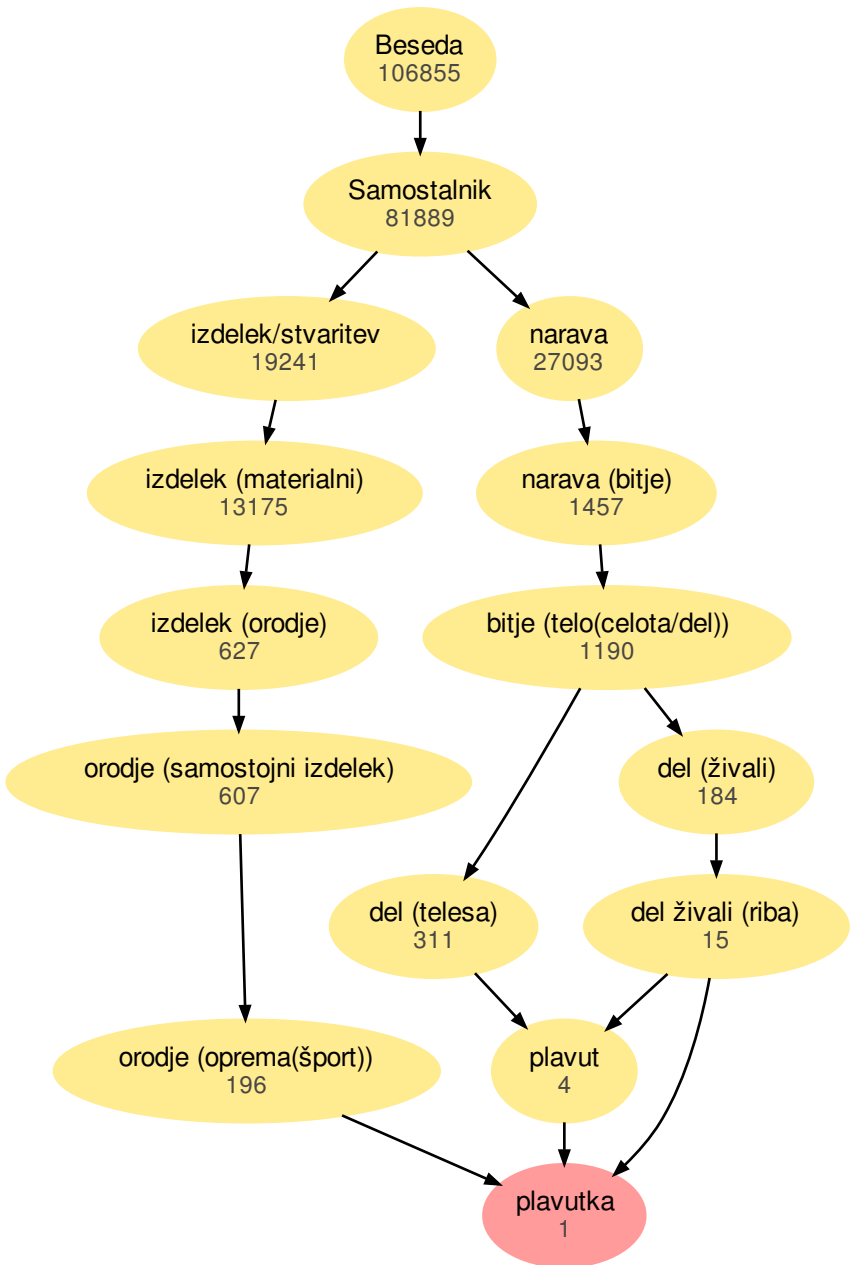 Beseda
106855
Samostalnik
81889
izdelek/stvaritev
19241
narava
27093
izdelek (materialni)
13175
narava (bitje)
1457
izdelek (orodje)
627
bitje (telo(celota/del))
1190
orodje (samostojni izdelek)
607
del (živali)
184
del (telesa)
311
del živali (riba)
15
orodje (oprema(šport))
196
plavut
4
plavutka
1